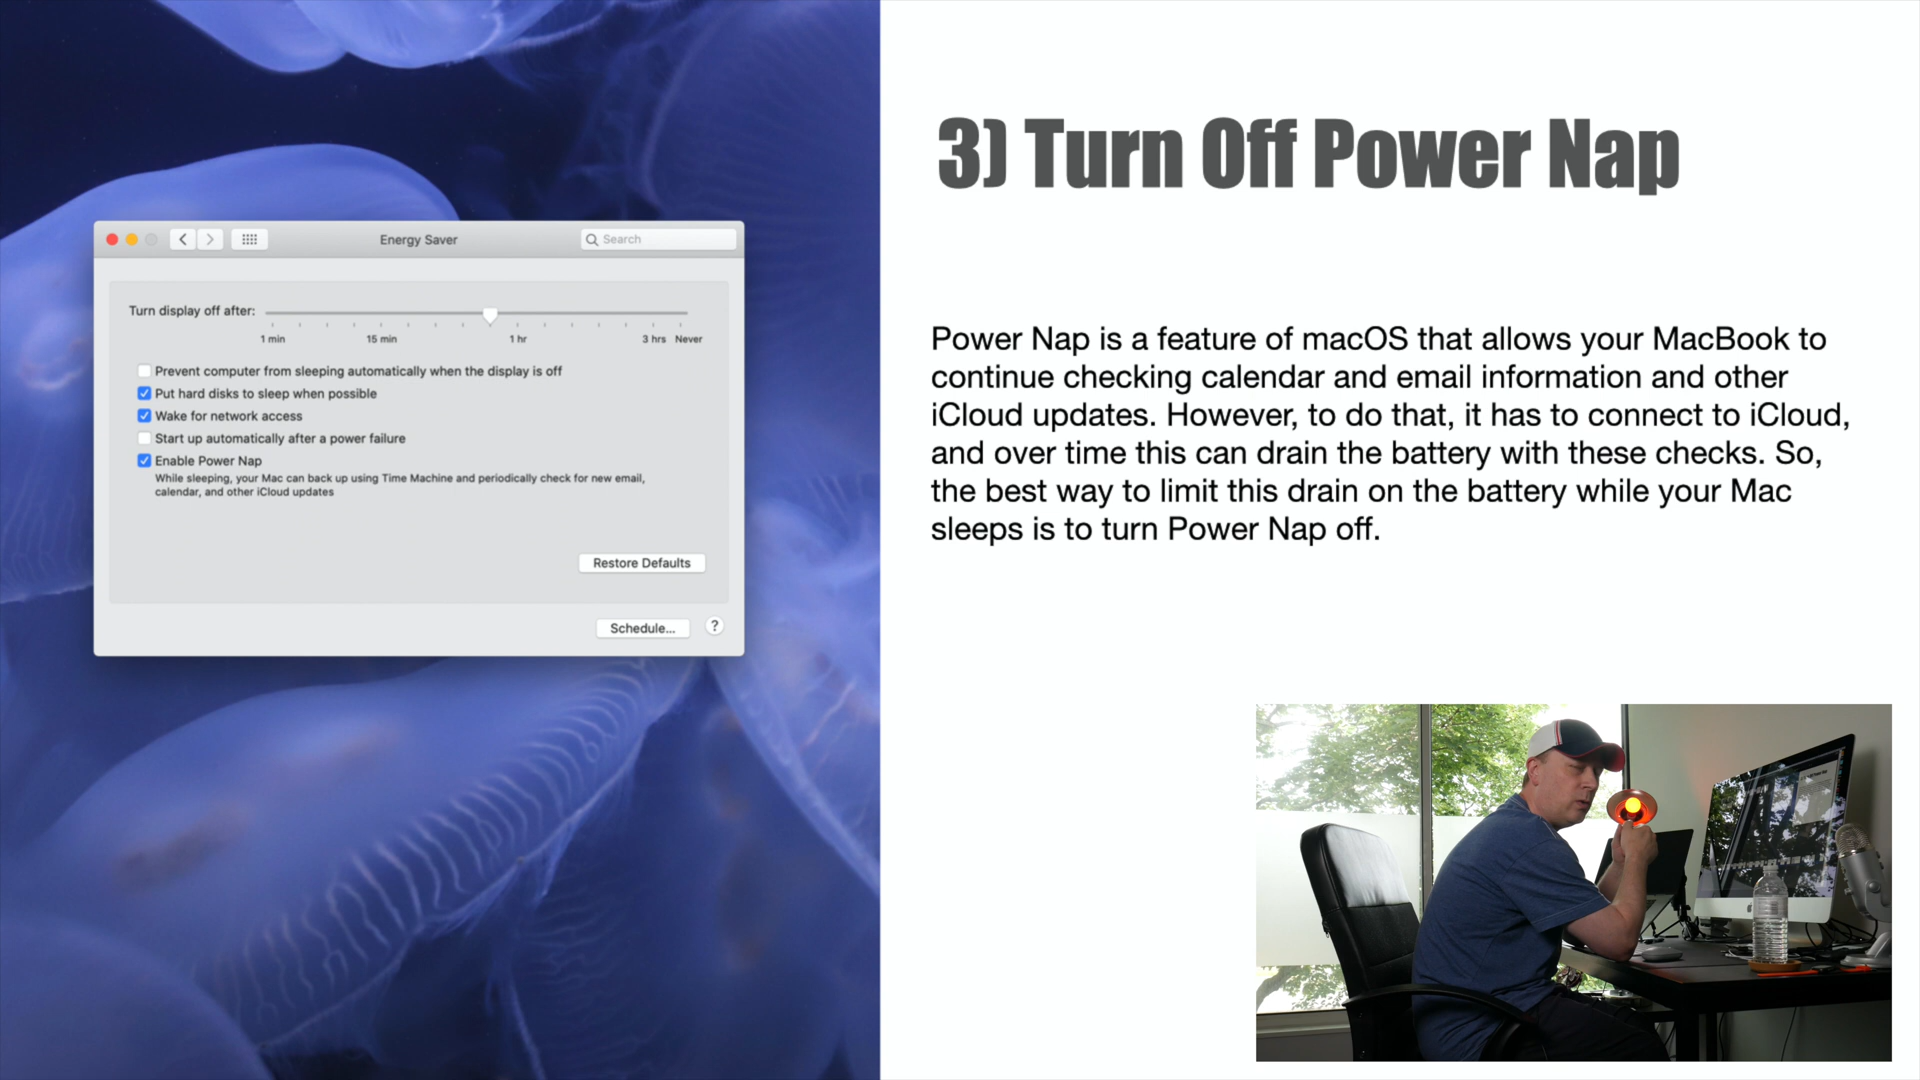 3) Turn Off Power Nap
Energy Saver
Search
Turn display off after:
1 min
15 min
1 hr
3 hrs
Never
Prevent computer from sleeping automatically when the display is off
Put hard disks to sleep when possible
Wake for network access
Start up automatically after a power failure
Enable Power Nap
While sleeping, your Mac can back up using Time Machine and periodically check for new email,
calendar, and other iCloud updates
Restore Defaults
Schedule...
?
Power Nap is a feature of macOS that allows your MacBook to
continue checking calendar and email information and other
iCloud updates. However, to do that, it has to connect to iCloud,
and over time this can drain the battery with these checks. So,
the best way to limit this drain on the battery while your Mac
sleeps is to turn Power Nap off.